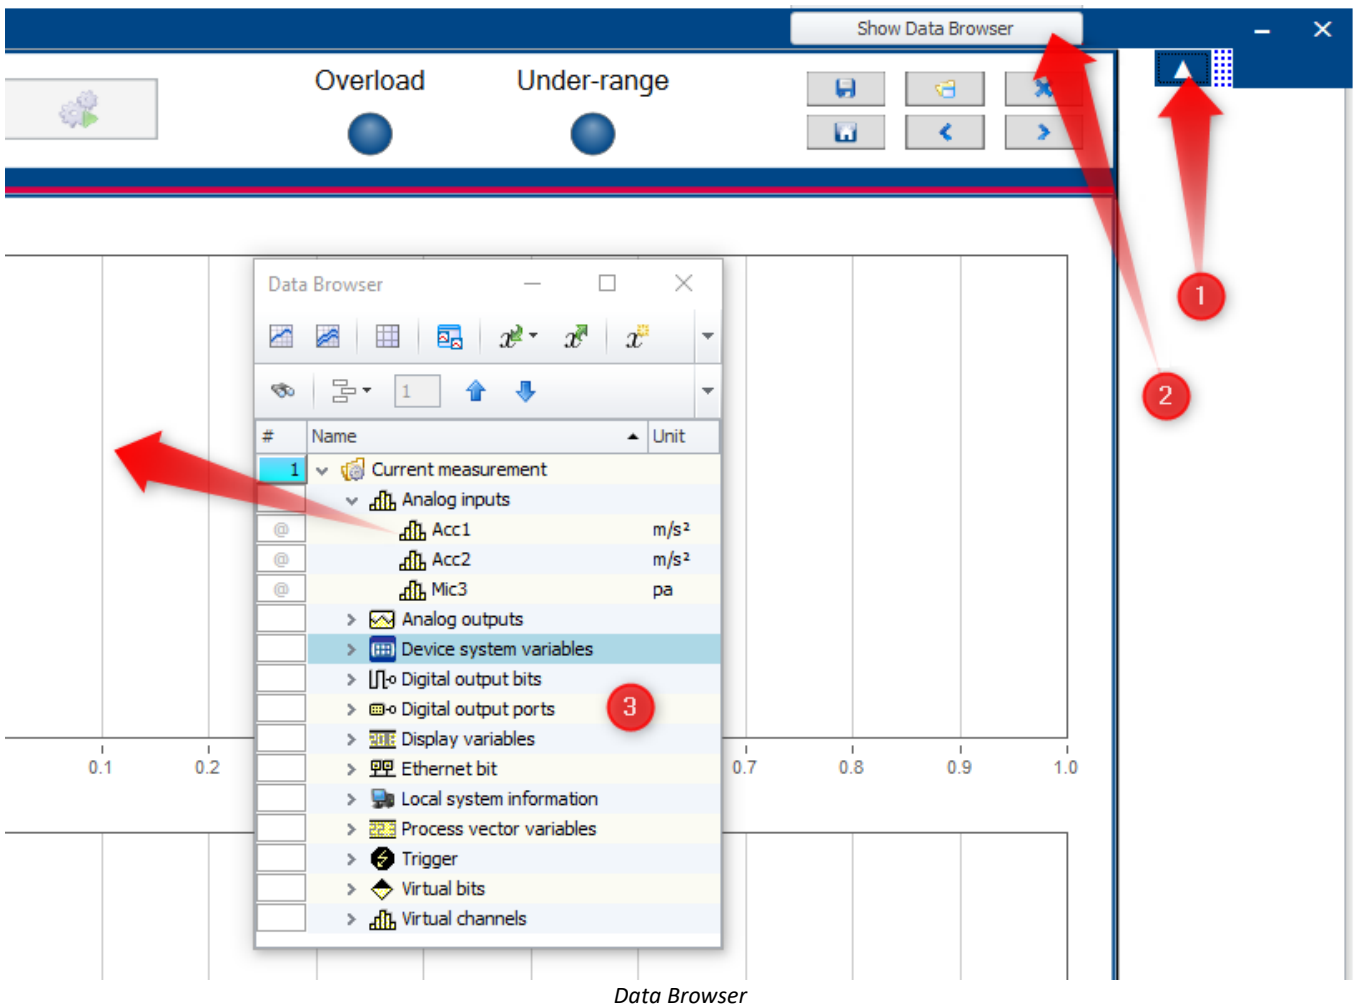 Show Data Browser
Overload Under-range
1
2
Data Browser
1
# Name Unit
1 Current measurement
Analog inputs
@ Acc1 m/s²
@ Acc2 m/s²
@ Mic3 pa
Analog outputs
Device system variables
Digital output bits
Digital output ports
3
Display variables
Ethernet bit
Local system information
Process vector variables
Trigger
Virtual bits
Virtual channels
0.1 0.2 0.7 0.8 0.9 1.0
Data Browser